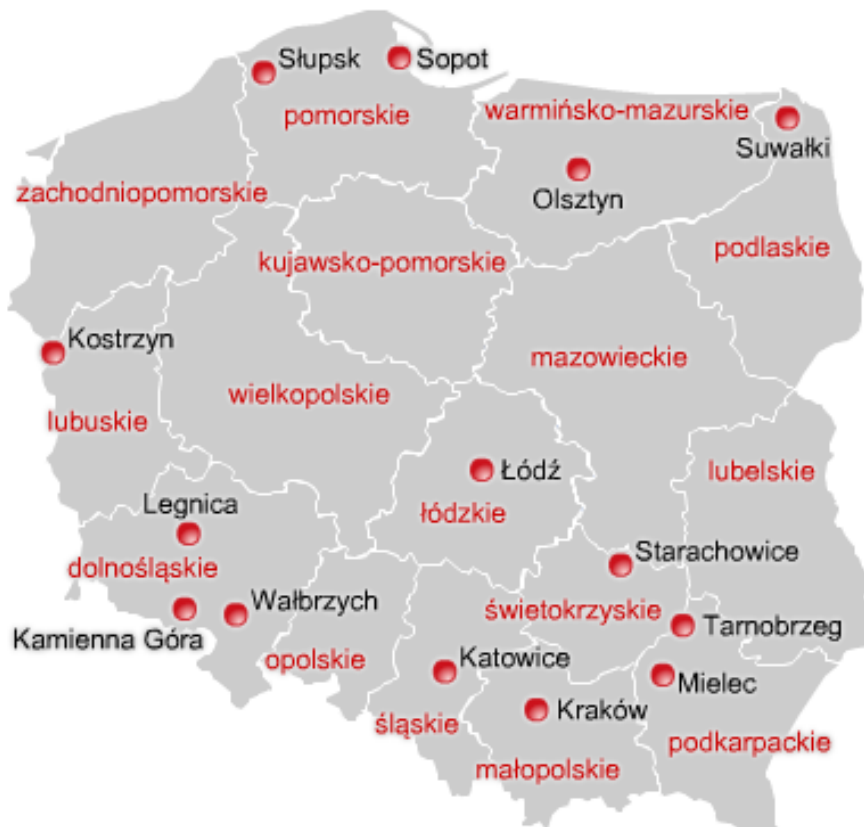 Słupsk
Sopot
pomorskie
warmińsko-mazurskie
Suwałki
zachodniopomorskie
Olsztyn
kujawsko-pomorskie
podlaskie
Kostrzyn
mazowieckie
wielkopolskie
lubuskie
Łódź
lubelskie
Legnica
łódzkie
Starachowice
dolnośląskie
Wałbrzych
świetokrzyskie
Tarnobrzeg
Kamienna Góra
opolskie
Katowice
Mielec
Kraków
śląskie
podkarpackie
małopolskie